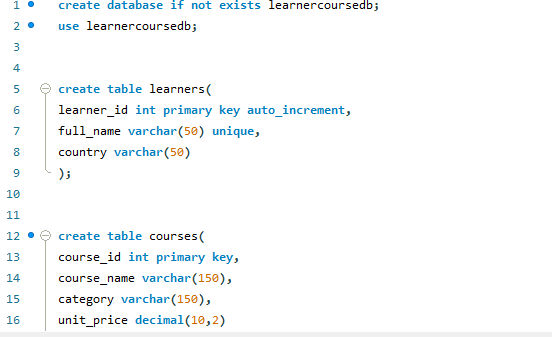 1 create database if not exists learnercoursedb;
2 use learnercoursedb;
3
4
5 create table learners(
6 learner_id int primary key auto_increment,
7 full_name varchar(50) unique,
8 country varchar(50)
9 );
10
11
12 create table courses(
13 course_id int primary key,
14 course_name varchar(150),
15 category varchar(150),
16 unit_price decimal(10,2)